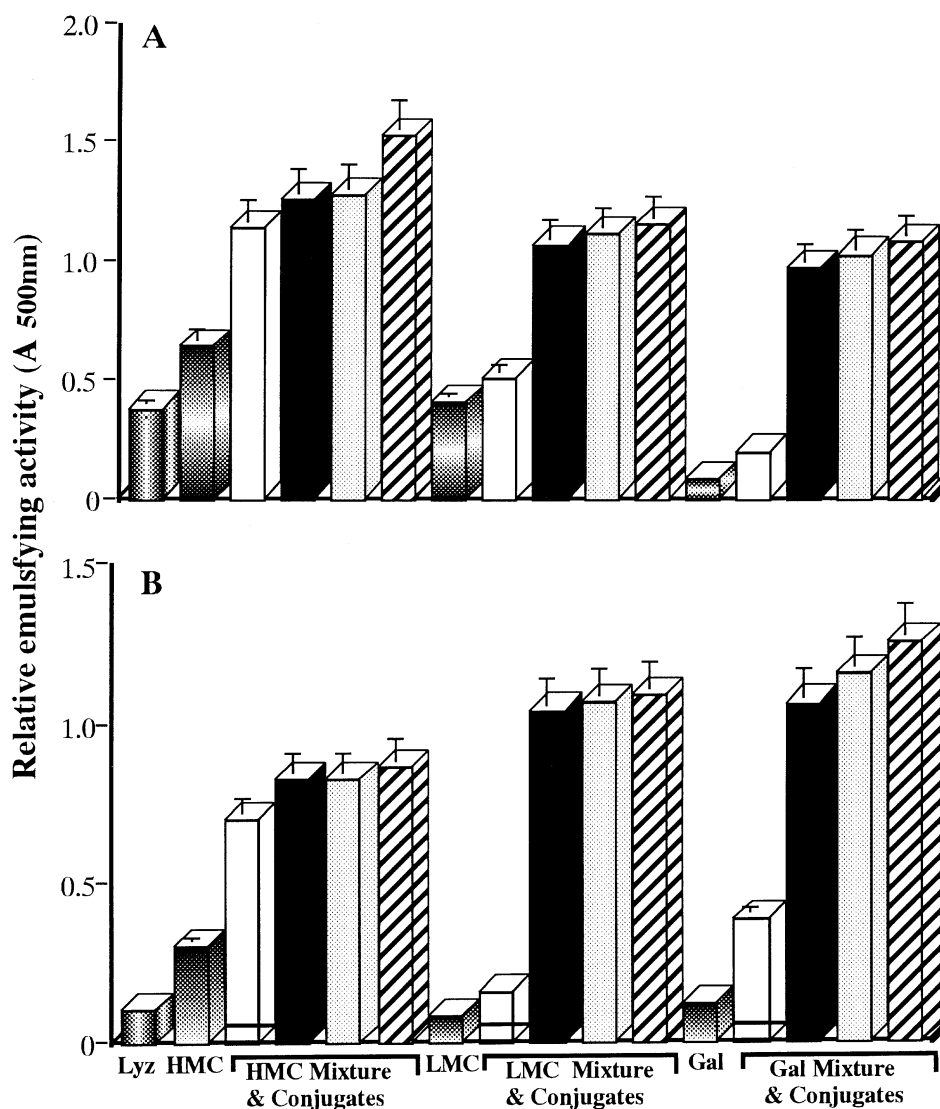 Relative emulsfying activity (A 500nm)
A
2.0
1.5
1.0
0.5
0
B
1.5
1.0
0.5
0
Lyz HMC HMC Mixture & Conjugates LMC LMC Mixture & Conjugates Gal Gal Mixture & Conjugates